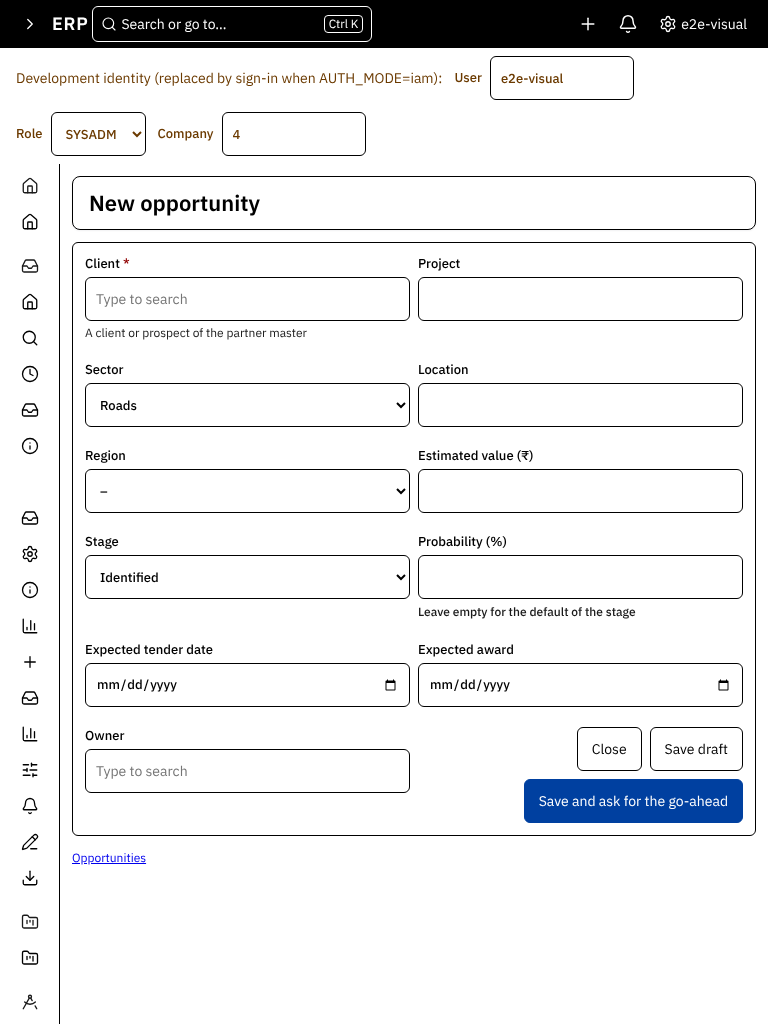 ERP
Search or go to... Ctrl K
e2e-visual
Development identity (replaced by sign-in when AUTH_MODE=iam): User e2e-visual
Role SYSADM Company 4
New opportunity
Client * Project
Type to search
A client or prospect of the partner master
Sector Location
Roads
Region Estimated value (₹)
–
Stage Probability (%)
Identified
Leave empty for the default of the stage
Expected tender date Expected award
mm/dd/yyyy mm/dd/yyyy
Owner
Type to search
Close Save draft
Save and ask for the go-ahead
Opportunities